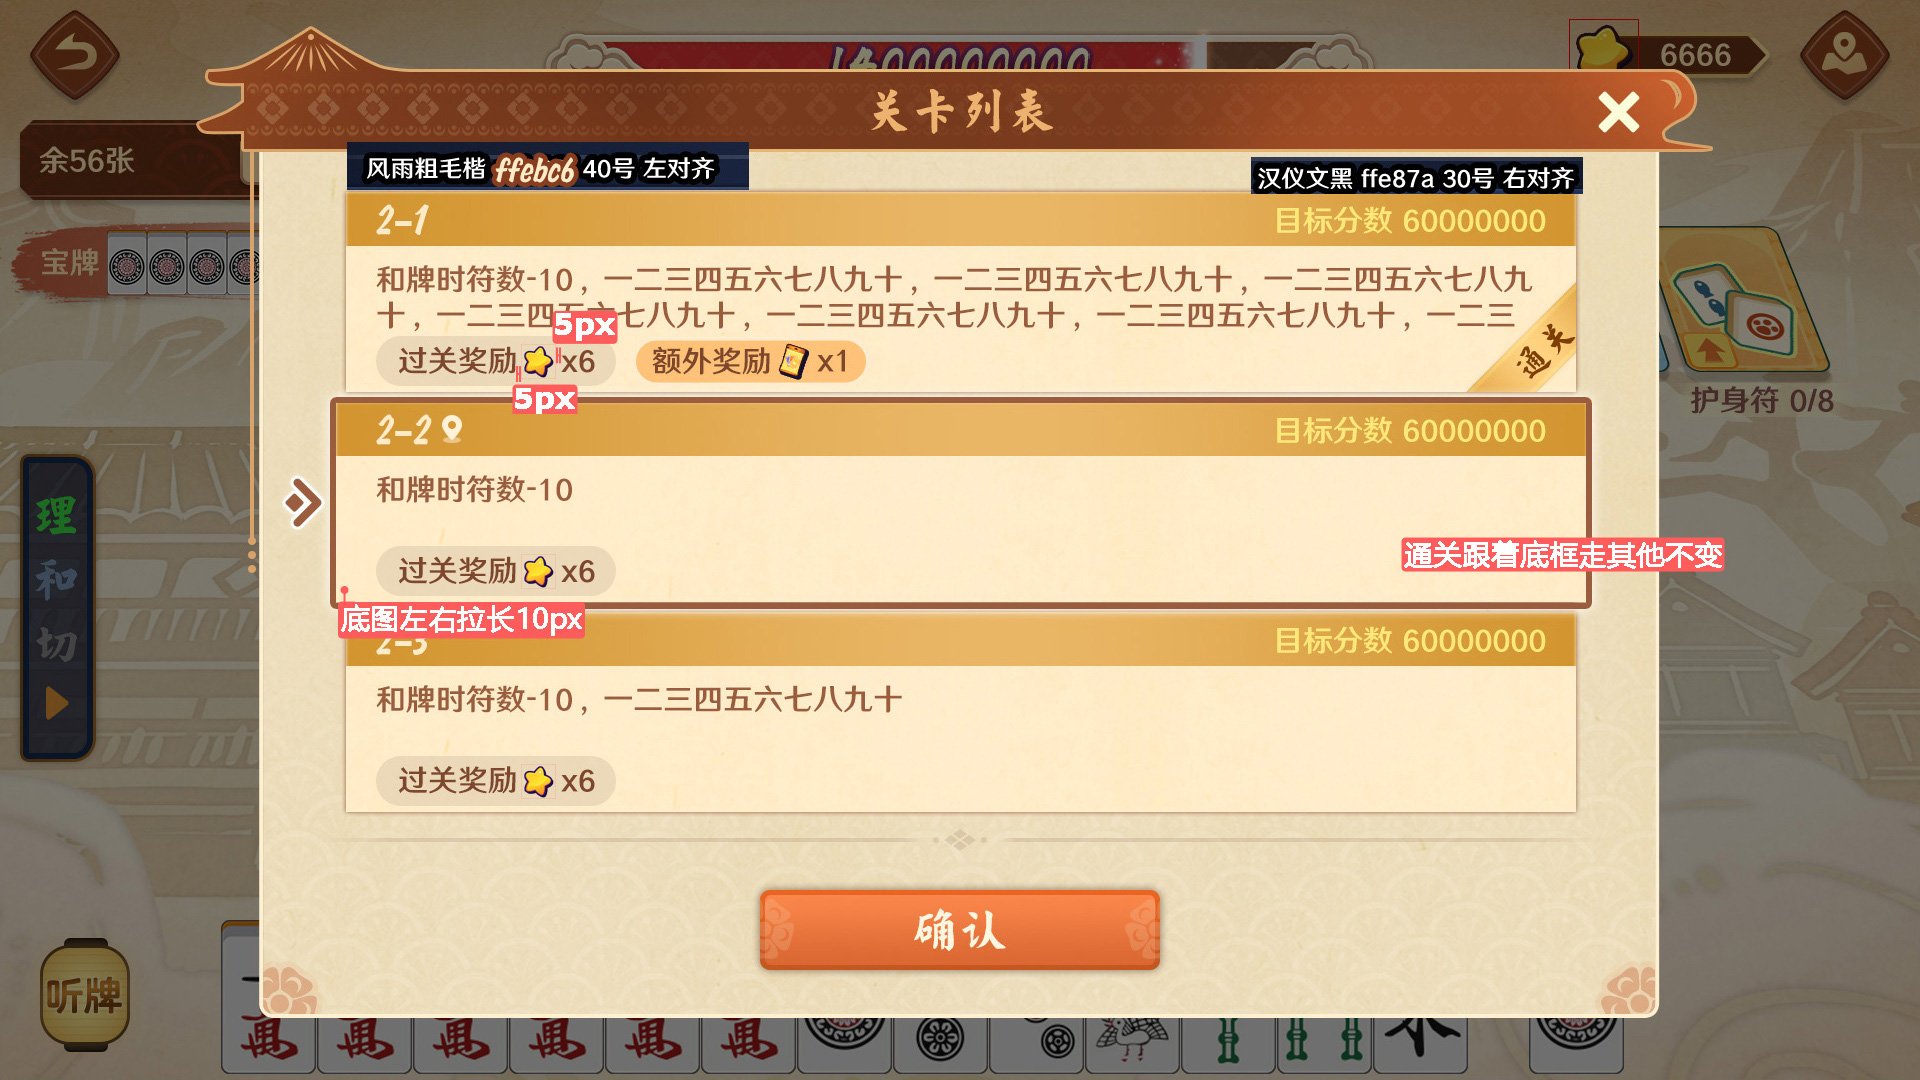 6666
关卡列表
余56张
风雨粗毛楷 ffebc6 40号 左对齐
汉仪文黑 ffe87a 30号 右对齐
2-1
目标分数 60000000
宝牌
和牌时符数-10，一二三四五六七八九十，一二三四五六七八九十，一二三四五六七八九
十，一二三四五六七八九十，一二三四五六七八九十，一二三四五六七八九十，一二三
5px
过关奖励 x6
额外奖励 x1
通关
5px
护身符 0/8
2-2
目标分数 60000000
和牌时符数-10
理
和
切
通关跟着底框走其他不变
过关奖励 x6
底图左右拉长10px
2-3
目标分数 60000000
和牌时符数-10，一二三四五六七八九十
过关奖励 x6
确认
听牌
萬 萬 萬 萬 萬 萬